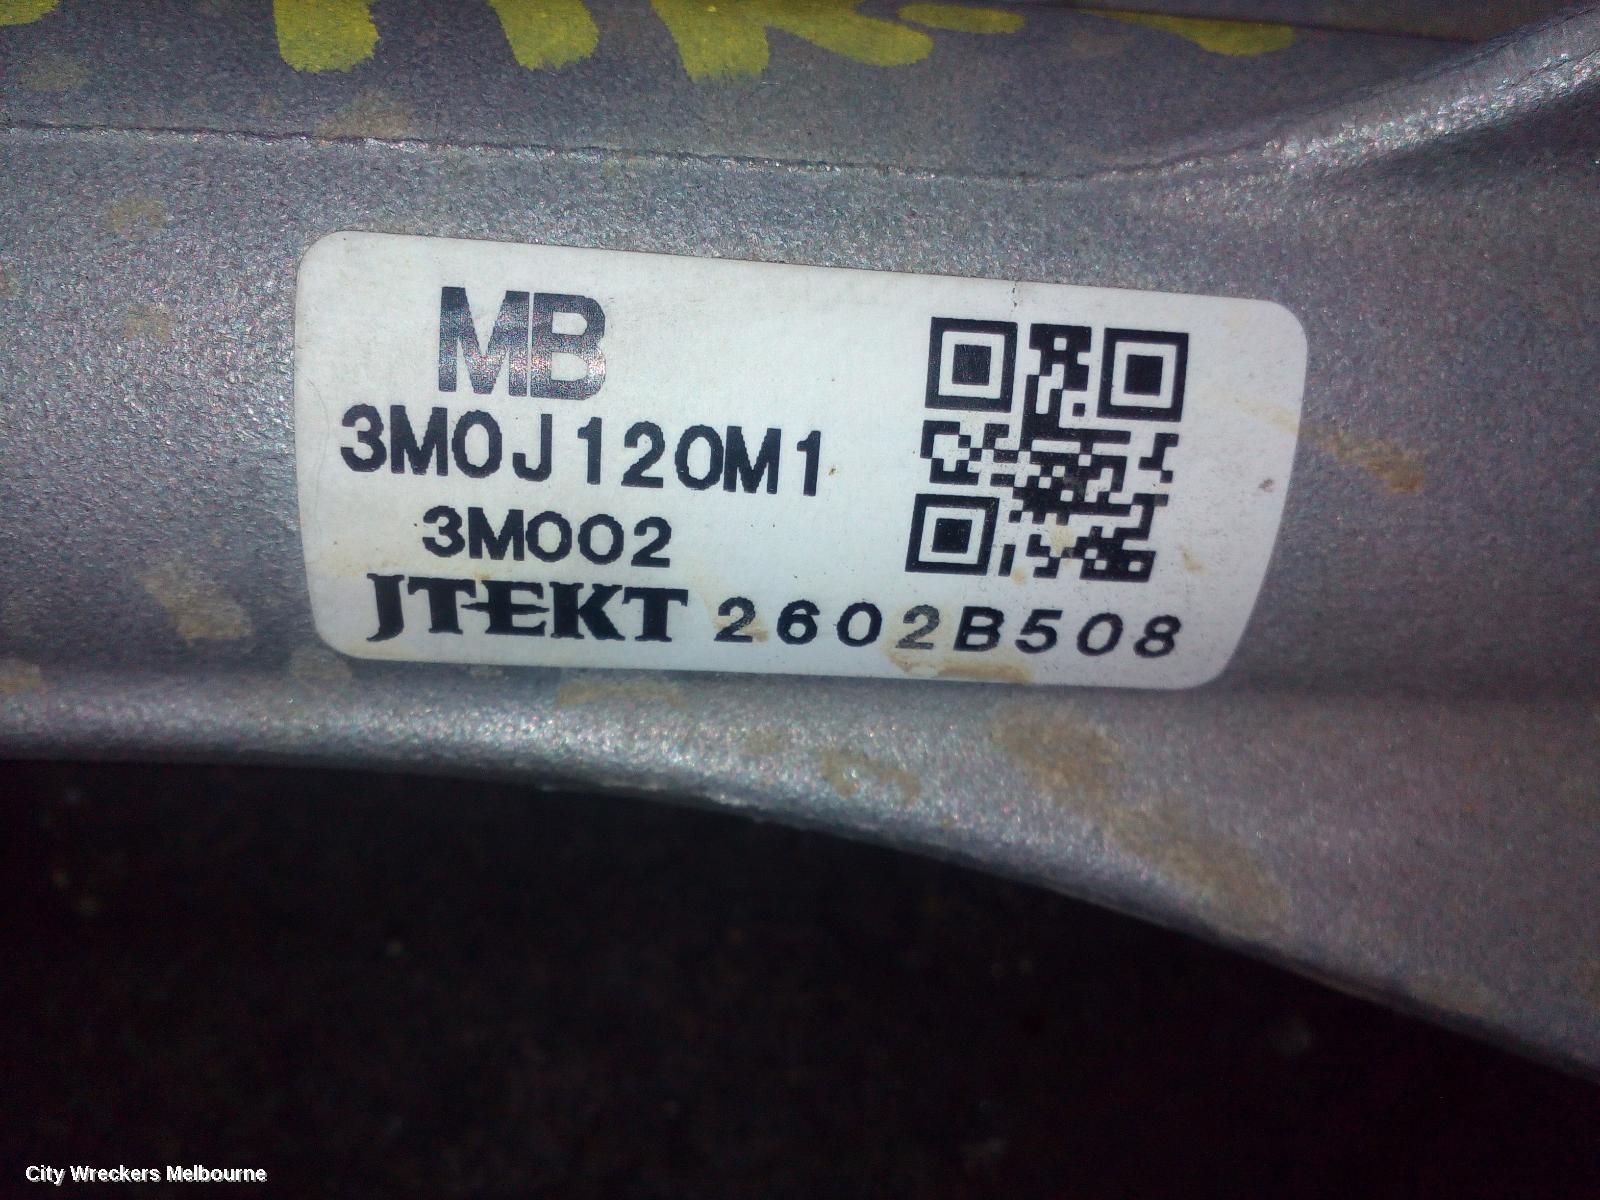 MB
3M0J120M1
3M002
JTEKT 2602B508
City Wreckers Melbourne